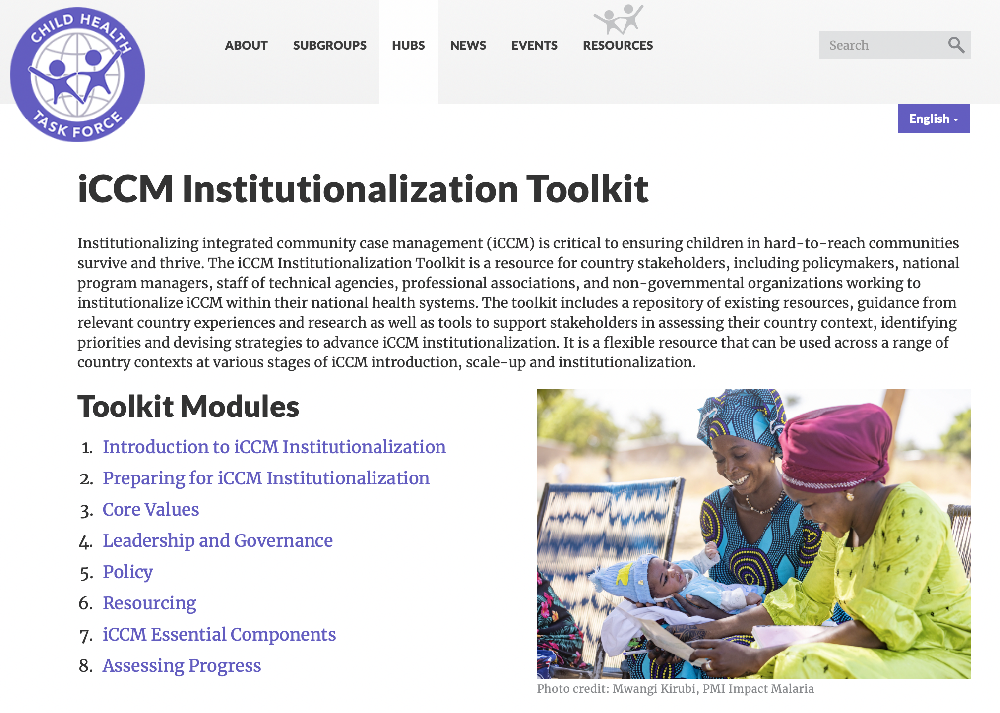 CHILD HEALTH
TASK FORCE
ABOUT SUBGROUPS HUBS NEWS EVENTS RESOURCES
Search
English
iCCM Institutionalization Toolkit
Institutionalizing integrated community case management (iCCM) is critical to ensuring children in hard-to-reach communities
survive and thrive. The iCCM Institutionalization Toolkit is a resource for country stakeholders, including policymakers, national
program managers, staff of technical agencies, professional associations, and non-governmental organizations working to
institutionalize iCCM within their national health systems. The toolkit includes a repository of existing resources, guidance from
relevant country experiences and research as well as tools to support stakeholders in assessing their country context, identifying
priorities and devising strategies to advance iCCM institutionalization. It is a flexible resource that can be used across a range of
country contexts at various stages of iCCM introduction, scale-up and institutionalization.
Toolkit Modules
1. Introduction to iCCM Institutionalization
2. Preparing for iCCM Institutionalization
3. Core Values
4. Leadership and Governance
5. Policy
6. Resourcing
7. iCCM Essential Components
8. Assessing Progress
Photo credit: Mwangi Kirubi, PMI Impact Malaria